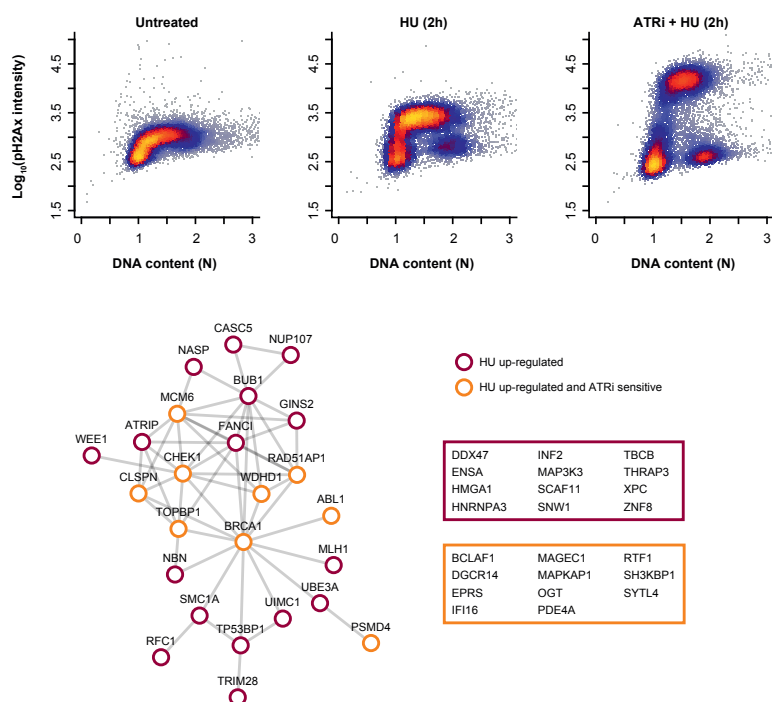 Untreated
HU (2h)
ATRi + HU (2h)
Log10(pH2Ax intensity)
4.5
3.5
2.5
1.5
4.5
3.5
2.5
1.5
4.5
3.5
2.5
1.5
0 1 2 3
0 1 2 3
0 1 2 3
DNA content (N)
DNA content (N)
DNA content (N)
CASC5
NUP107
NASP
BUB1
MCM6
GINS2
ATRIP
FANCI
WEE1
CHEK1
RAD51AP1
CLSPN
WDHD1
ABL1
TOPBP1
BRCA1
MLH1
NBN
UBE3A
SMC1A
UIMC1
TP53BP1
PSMD4
RFC1
TRIM28
HU up-regulated
HU up-regulated and ATRi sensitive
DDX47 INF2 TBCB
ENSA MAP3K3 THRAP3
HMGA1 SCAF11 XPC
HNRNPA3 SNW1 ZNF8
BCLAF1 MAGEC1 RTF1
DGCR14 MAPKAP1 SH3KBP1
EPRS OGT SYTL4
IFI16 PDE4A